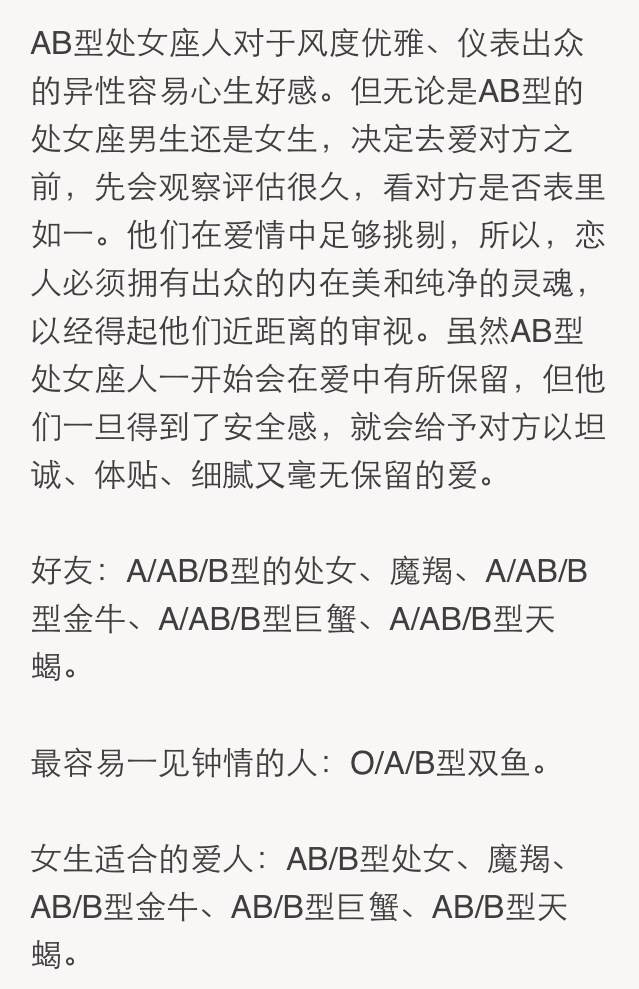 AB型处女座人对于风度优雅、仪表出众
的异性容易心生好感。但无论是AB型的
处女座男生还是女生，决定去爱对方之
前，先会观察评估很久，看对方是否表里
如一。他们在爱情中足够挑剔，所以，恋
人必须拥有出众的内在美和纯净的灵魂，
以经得起他们近距离的审视。虽然AB型
处女座人一开始会在爱中有所保留，但他
们一旦得到了安全感，就会给予对方以坦
诚、体贴、细腻又毫无保留的爱。
好友：A/AB/B型的处女、魔羯、A/AB/B
型金牛、A/AB/B型巨蟹、A/AB/B型天
蝎。
最容易一见钟情的人：O/A/B型双鱼。
女生适合的爱人：AB/B型处女、魔羯、
AB/B型金牛、AB/B型巨蟹、AB/B型天
蝎。